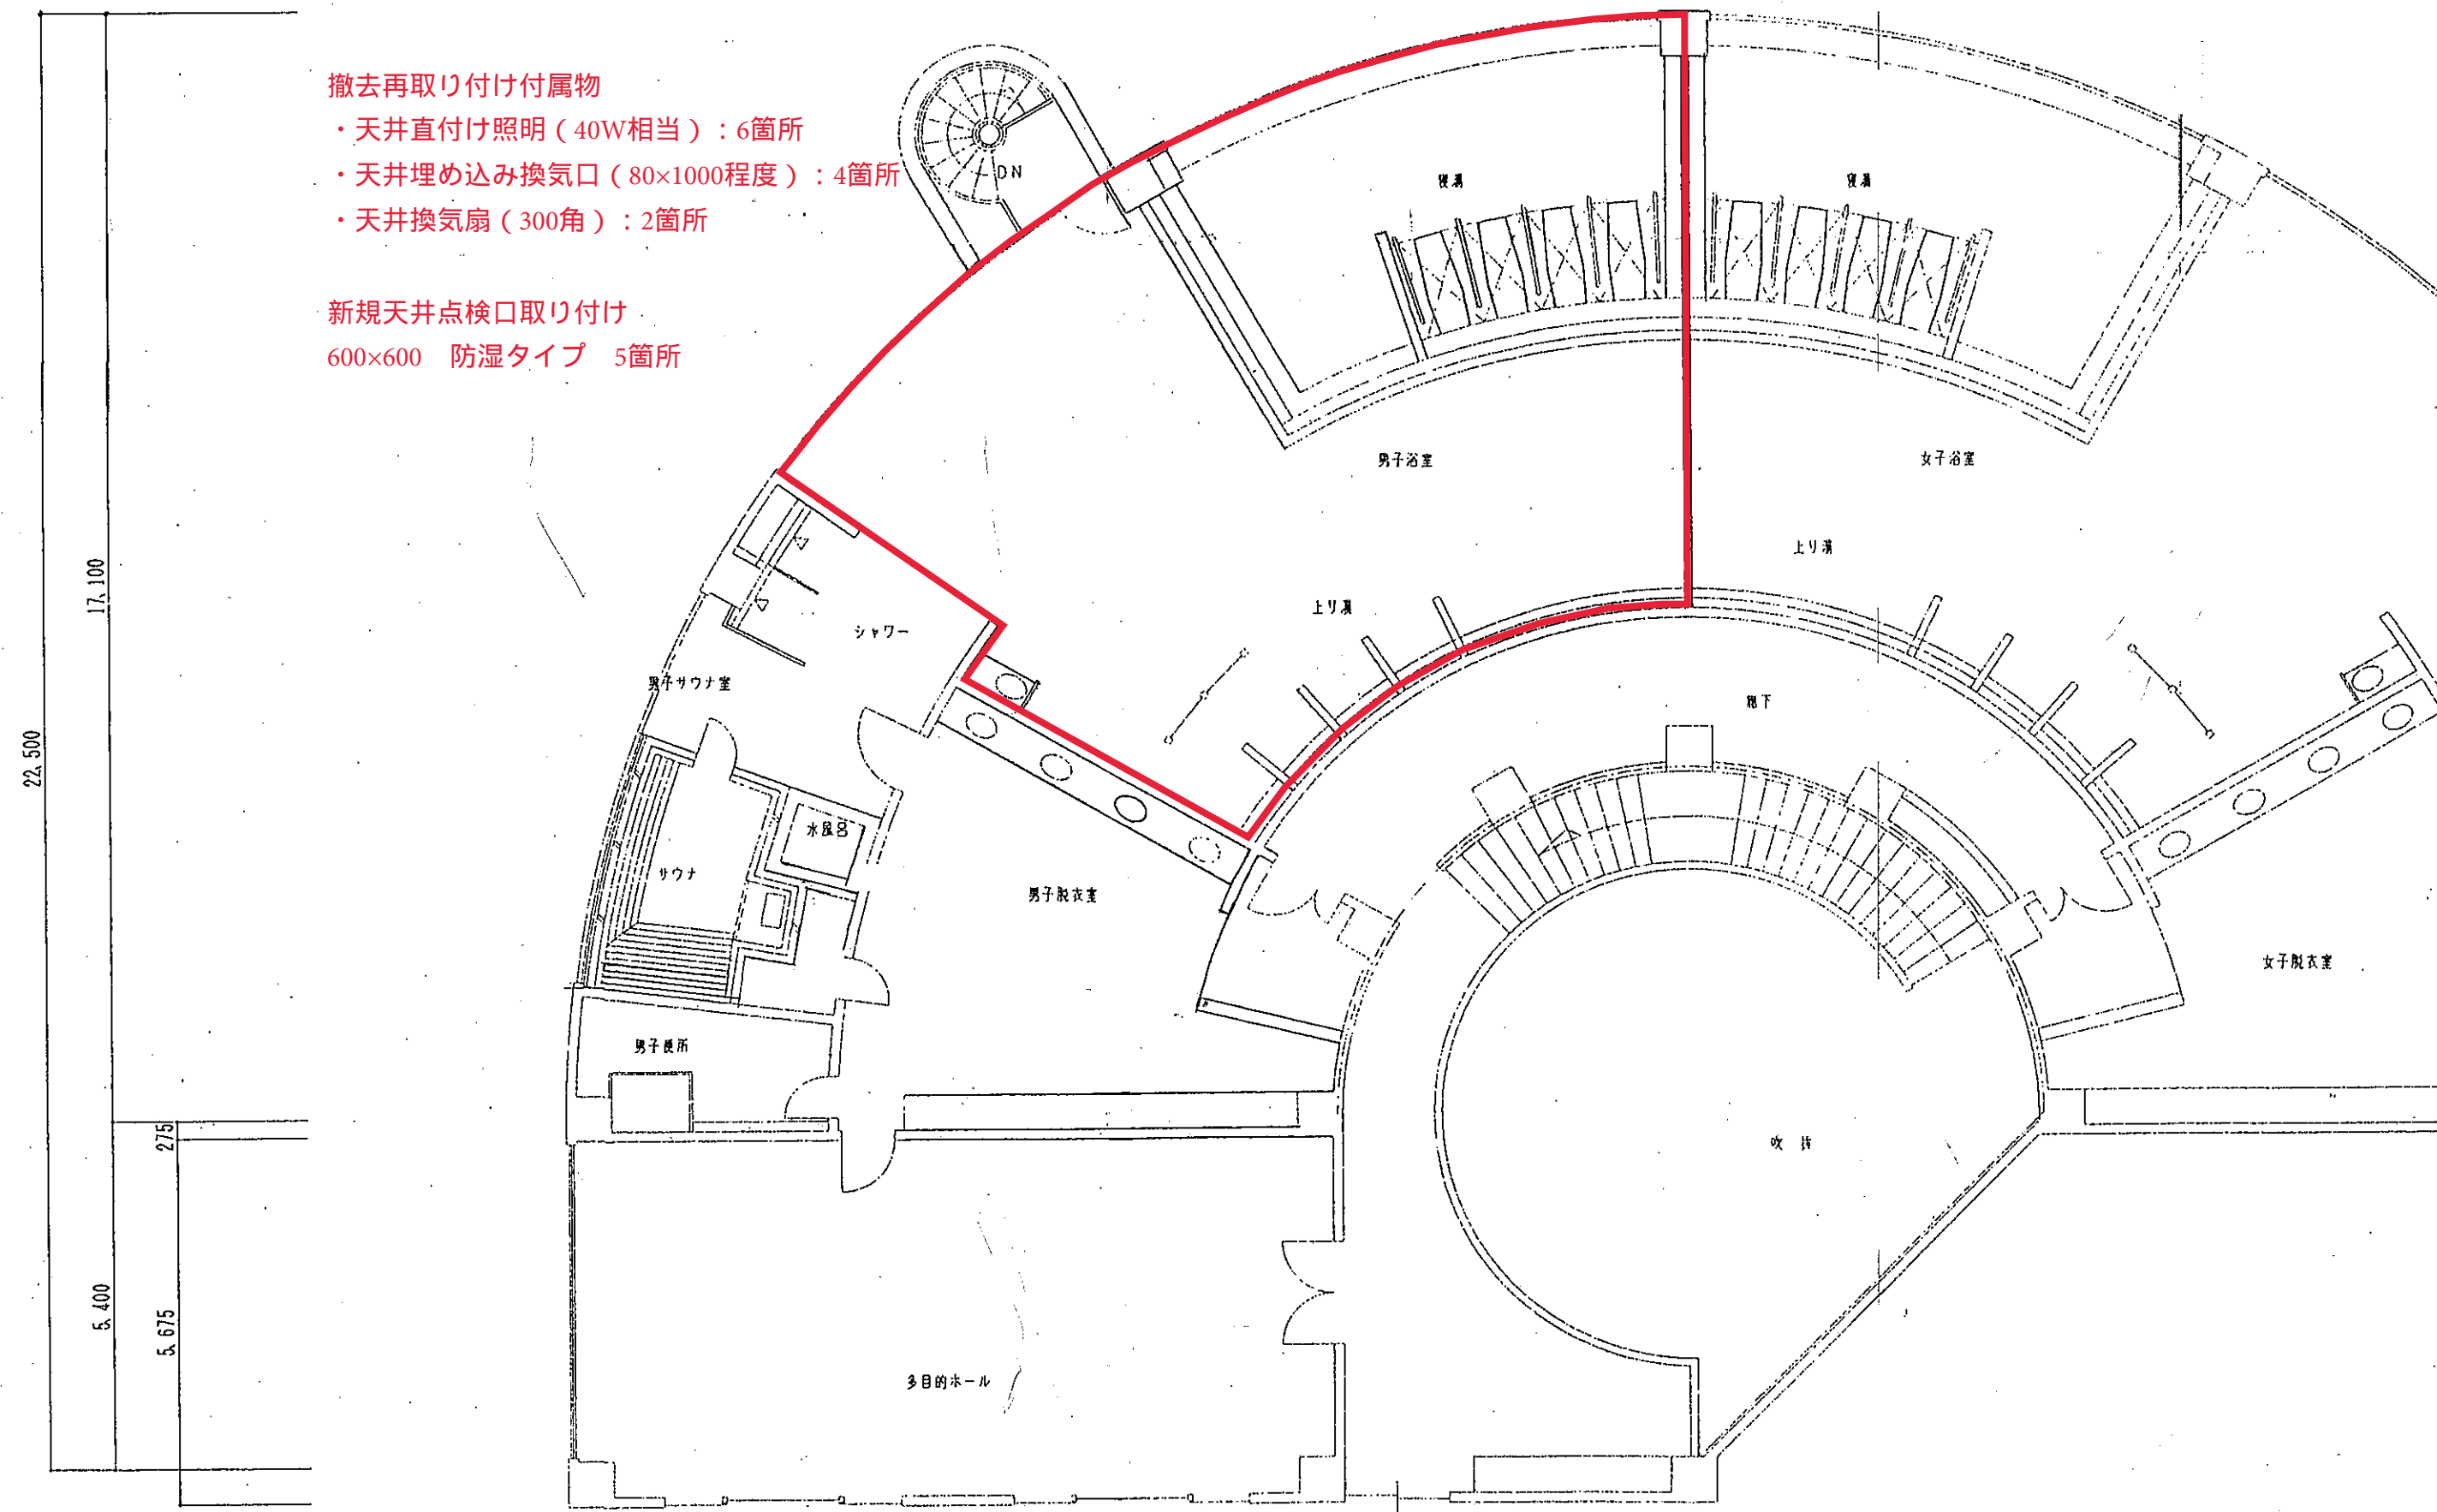 撤去再取り付け付属物
・天井直付け照明（40W相当）：6箇所
・天井埋め込み換気口（80×1000程度）：4箇所
・天井換気扇（300角）：2箇所
新規天井点検口取り付け
600×600　防湿タイプ　5箇所
DN
寝湯
寝湯
男子浴室
女子浴室
上り湯
上り湯
シャワー
男子サウナ室
廊下
水風呂
サウナ
男子脱衣室
女子脱衣室
男子便所
吹抜
多目的ホール
22,500
17,100
275
5,400
5,675